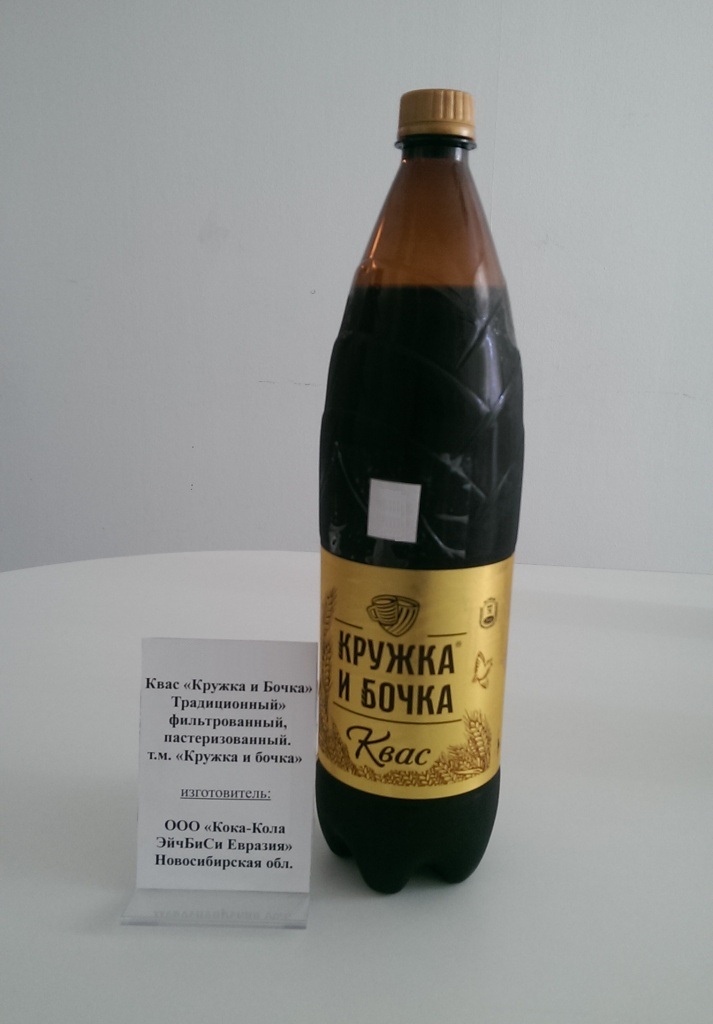 КРУЖКА®
И БОЧКА
Квас
Квас «Кружка и Бочка»
Традиционный»
фильтрованный,
пастеризованный.
т.м. «Кружка и бочка»
изготовитель:
ООО «Кока-Кола
ЭйчБиСи Евразия»
Новосибирская обл.